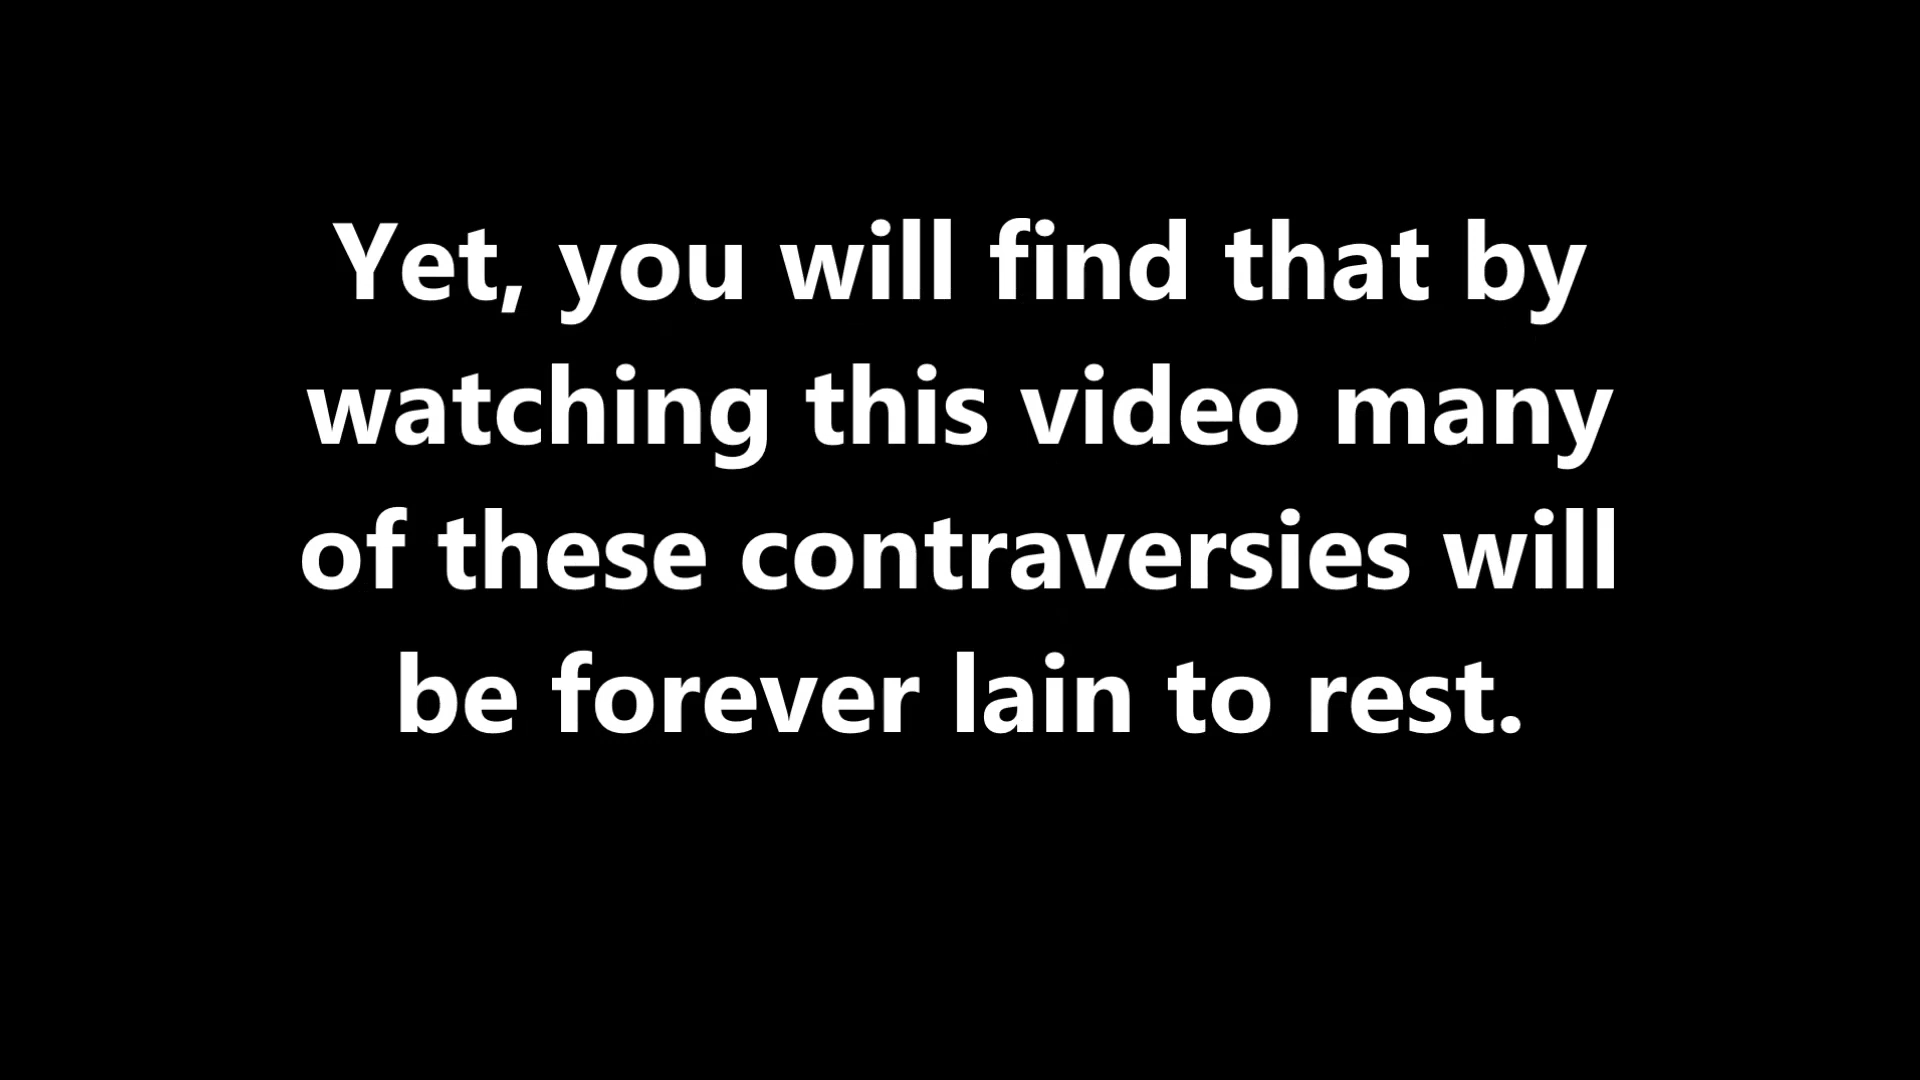 Yet, you will find that by
watching this video many
of these contraversies will
be forever lain to rest.